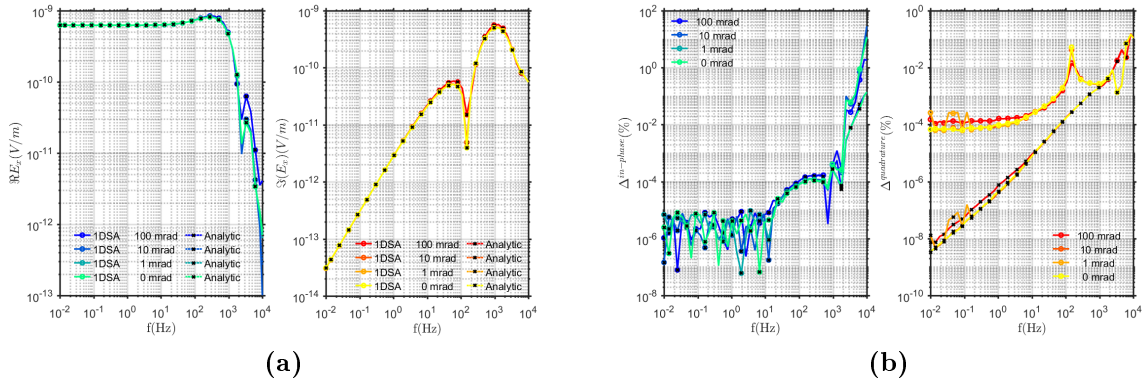 10^-9
10^-10
10^-11
10^-12
10^-13
ℜE_x(V/m)
1DSA 100 mrad Analytic
1DSA 10 mrad Analytic
1DSA 1 mrad Analytic
1DSA 0 mrad Analytic
10^-2 10^-1 10^0 10^1 10^2 10^3 10^4
f(Hz)
10^-9
10^-10
10^-11
10^-12
10^-13
10^-14
ℑ(E_x)(V/m)
1DSA 100 mrad Analytic
1DSA 10 mrad Analytic
1DSA 1 mrad Analytic
1DSA 0 mrad Analytic
10^-2 10^-1 10^0 10^1 10^2 10^3 10^4
f(Hz)
(a)
10^2
10^0
10^-2
10^-4
10^-6
10^-8
Δ^in-phase(%)
100 mrad
10 mrad
1 mrad
0 mrad
10^-2 10^-1 10^0 10^1 10^2 10^3 10^4
f(Hz)
10^0
10^-2
10^-4
10^-6
10^-8
10^-10
Δ^quadrature(%)
100 mrad
10 mrad
1 mrad
0 mrad
10^-2 10^-1 10^0 10^1 10^2 10^3 10^4
f(Hz)
(b)